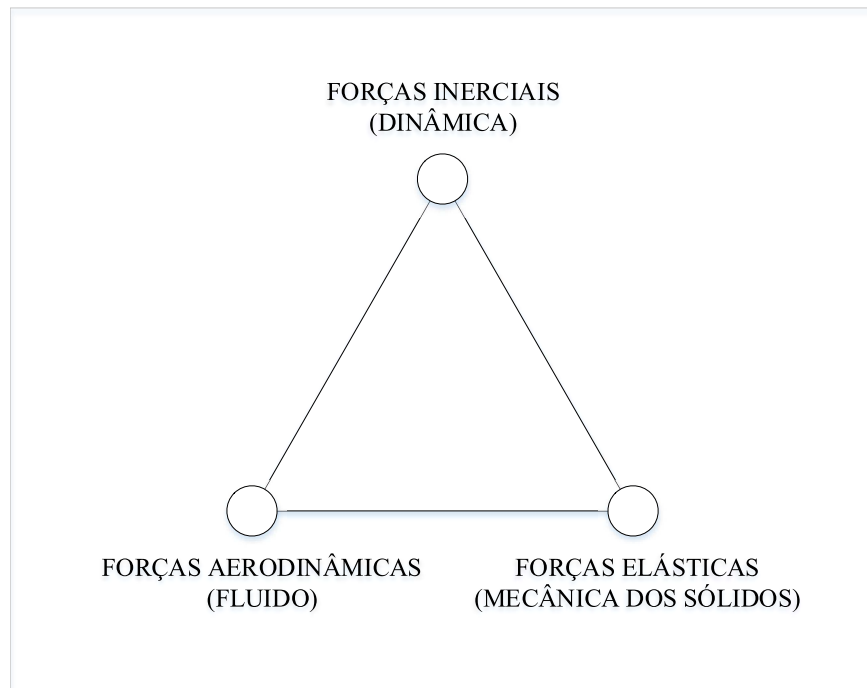 FORÇAS INERCIAIS
(DINÂMICA)
FORÇAS AERODINÂMICAS
(FLUIDO)
FORÇAS ELÁSTICAS
(MECÂNICA DOS SÓLIDOS)